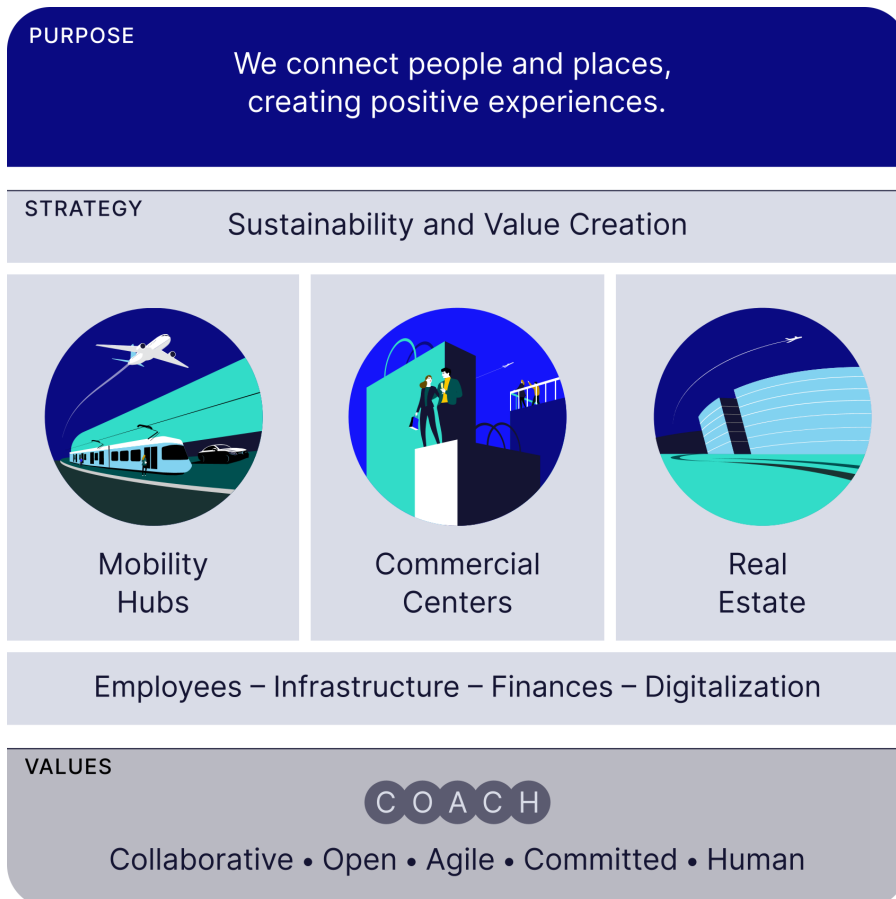 PURPOSE
We connect people and places,
creating positive experiences.
STRATEGY
Sustainability and Value Creation
Mobility
Hubs
Commercial
Centers
Real
Estate
Employees – Infrastructure – Finances – Digitalization
VALUES
COACH
Collaborative • Open • Agile • Committed • Human